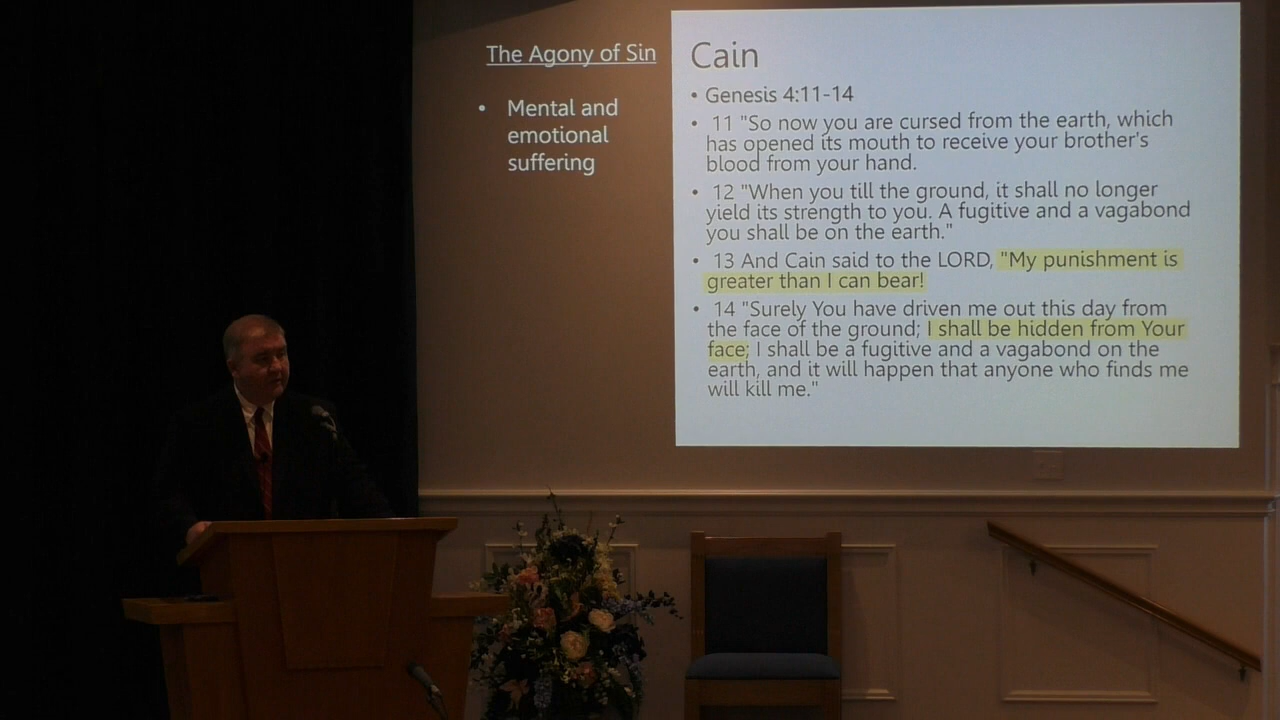 The Agony of Sin
• Mental and
emotional
suffering
Cain
• Genesis 4:11-14
• 11 "So now you are cursed from the earth, which
has opened its mouth to receive your brother's
blood from your hand.
• 12 "When you till the ground, it shall no longer
yield its strength to you. A fugitive and a vagabond
you shall be on the earth."
• 13 And Cain said to the LORD, "My punishment is
greater than I can bear!
• 14 "Surely You have driven me out this day from
the face of the ground; I shall be hidden from Your
face; I shall be a fugitive and a vagabond on the
earth, and it will happen that anyone who finds me
will kill me."